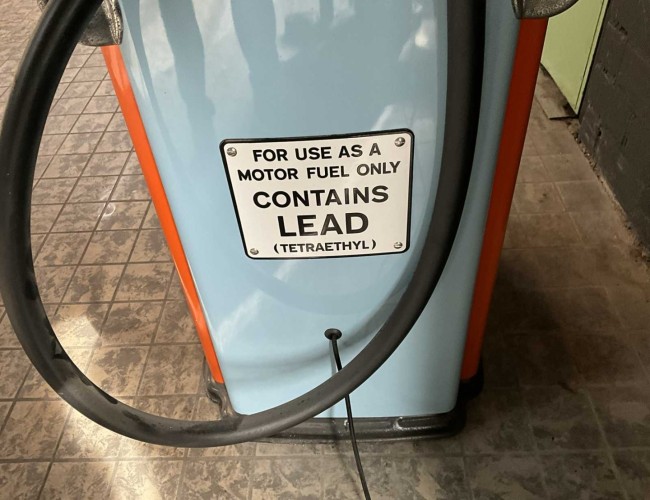 FOR USE AS A
MOTOR FUEL ONLY
CONTAINS
LEAD
(TETRAETHYL)